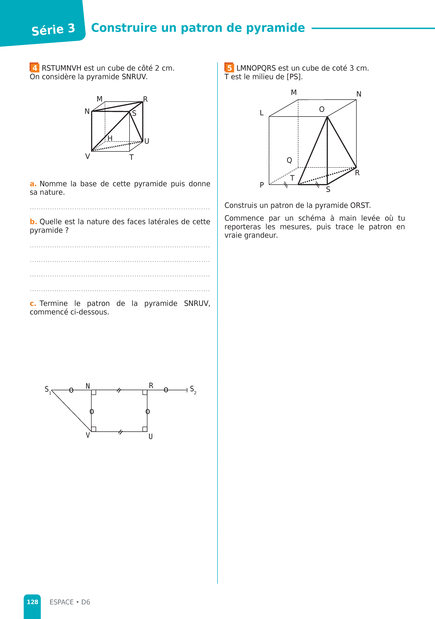 Série 3
Construire un patron de pyramide
4 RSTUMNVH est un cube de côté 2 cm.
On considère la pyramide SNRUV.
M
R
N
S
H
U
V
T
a. Nomme la base de cette pyramide puis donne
sa nature.
b. Quelle est la nature des faces latérales de cette
pyramide ?
c. Termine le patron de la pyramide SNRUV,
commencé ci-dessous.
S1
N
R
S2
V
U
5 LMNOPQRS est un cube de coté 3 cm.
T est le milieu de [PS].
M
N
L
O
Q
R
T
P
S
Construis un patron de la pyramide ORST.
Commence par un schéma à main levée où tu
reporteras les mesures, puis trace le patron en
vraie grandeur.
128
ESPACE • D6